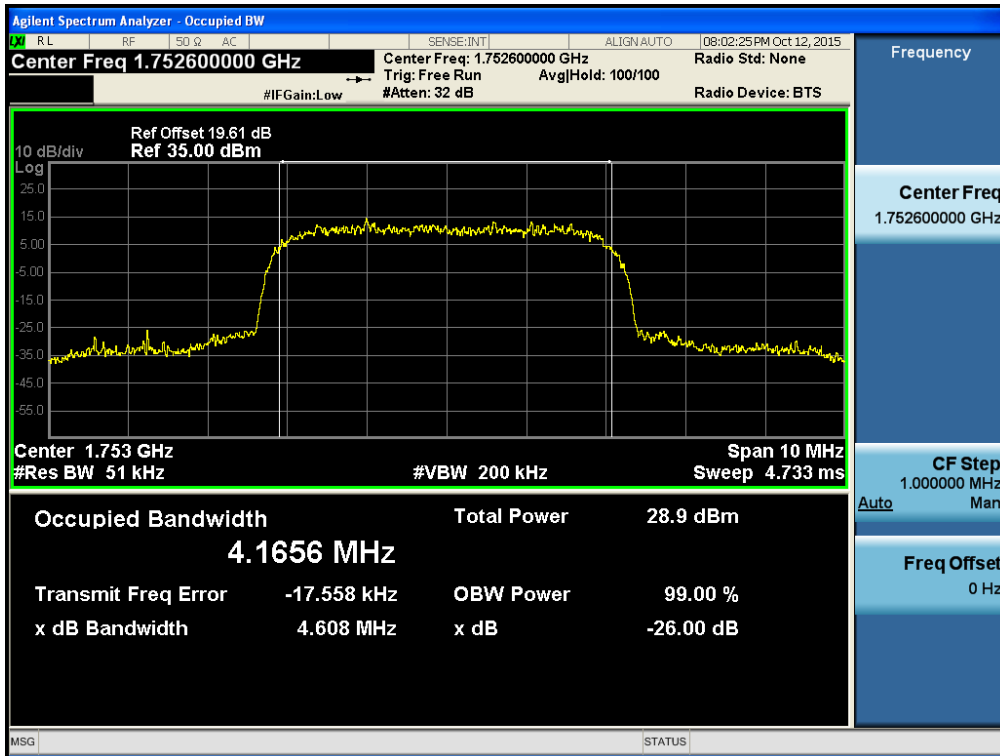 Agilent Spectrum Analyzer - Occupied BW
LXI RL RF 50 Ω AC SENSE:INT ALIGN AUTO 08:02:25 PM Oct 12, 2015
Center Freq 1.752600000 GHz
Center Freq: 1.752600000 GHz Radio Std: None
Trig: Free Run Avg|Hold: 100/100
#IFGain:Low #Atten: 32 dB Radio Device: BTS
Ref Offset 19.61 dB
10 dB/div Ref 35.00 dBm
Log
25.0
15.0
5.00
-5.00
-15.0
-25.0
-35.0
-45.0
-55.0
Center 1.753 GHz Span 10 MHz
#Res BW 51 kHz #VBW 200 kHz Sweep 4.733 ms
Occupied Bandwidth Total Power 28.9 dBm
4.1656 MHz
Transmit Freq Error -17.558 kHz OBW Power 99.00 %
x dB Bandwidth 4.608 MHz x dB -26.00 dB
MSG STATUS
Frequency
Center Freq
1.752600000 GHz
CF Step
1.000000 MHz
Auto Man
Freq Offset
0 Hz